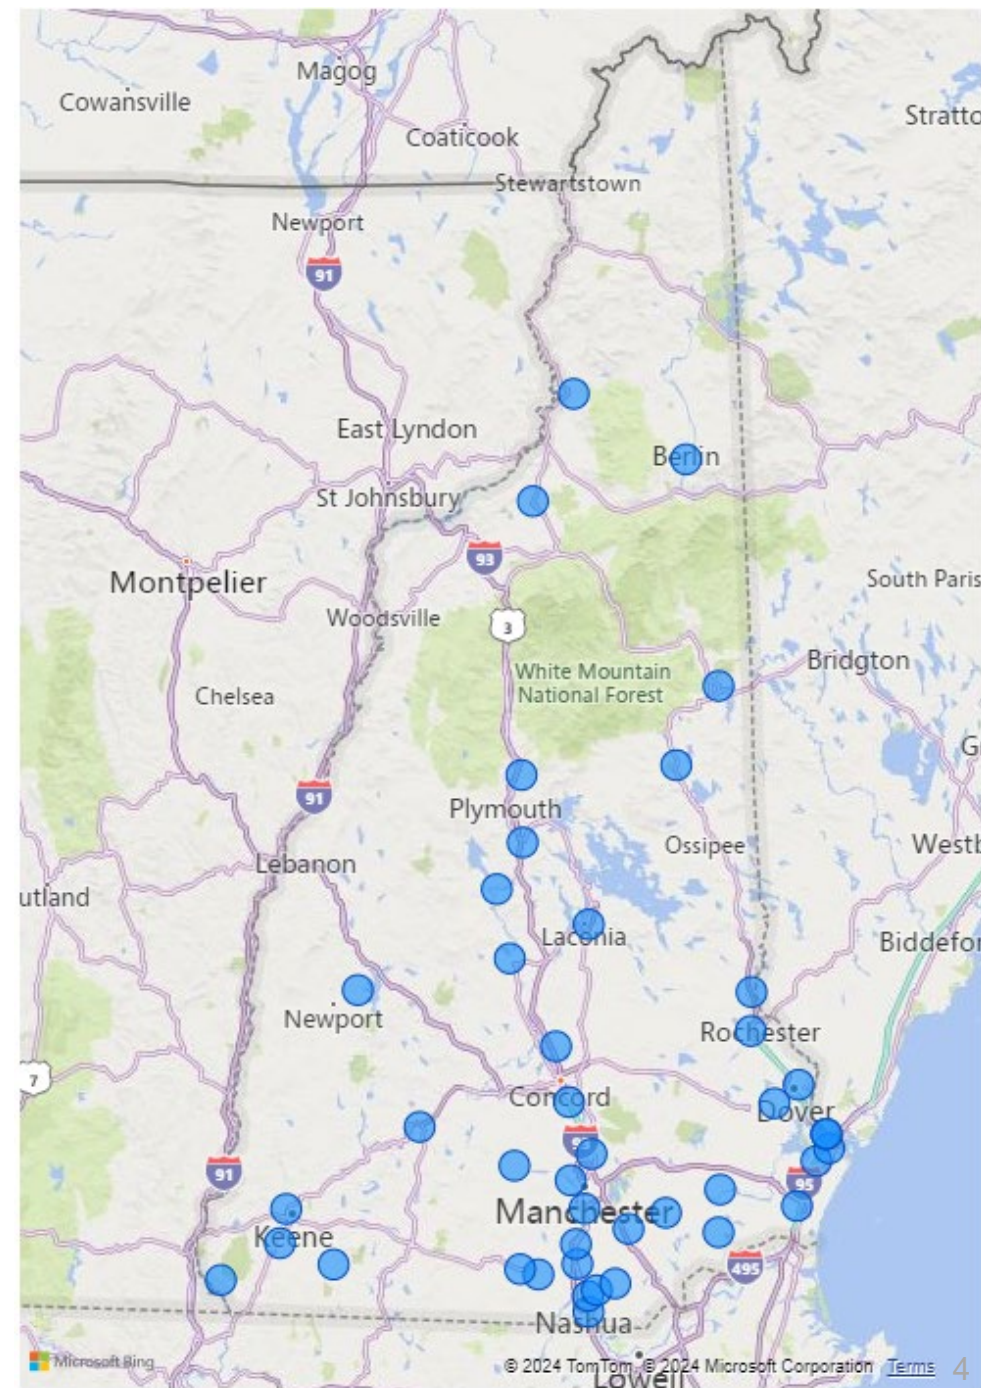 Magog
Cowansville
Stratto
Coaticook
Stewartstown
Newport
91
East Lyndon
Berlin
St Johnsbury
93
Montpelier
South Paris
Woodsville
3
Bridgton
White Mountain
National Forest
Chelsea
G
91
Plymouth
Ossipee
Westb
Lebanon
utland
Laconia
Biddefor
Newport
Rochester
7
Concord
Dover
91
95
Manchester
Keene
495
Nashua
Microsoft Bing
© 2024 TomTom, © 2024 Microsoft Corporation Terms
4
Lowell